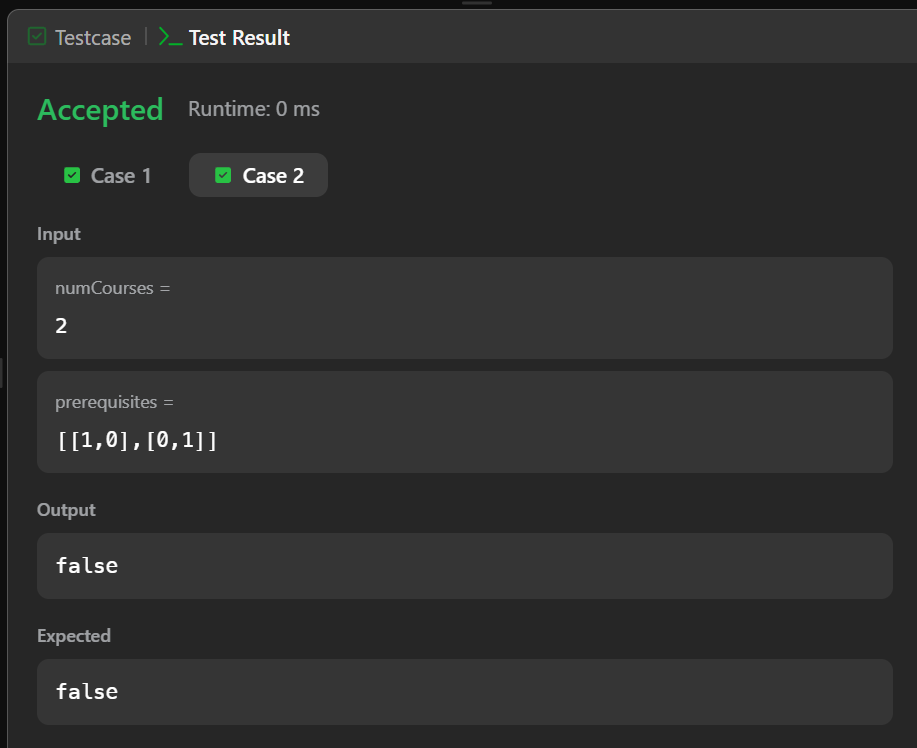 Testcase | >_ Test Result
Accepted Runtime: 0 ms
Case 1 Case 2
Input
numCourses =
2
prerequisites =
[[1,0],[0,1]]
Output
false
Expected
false